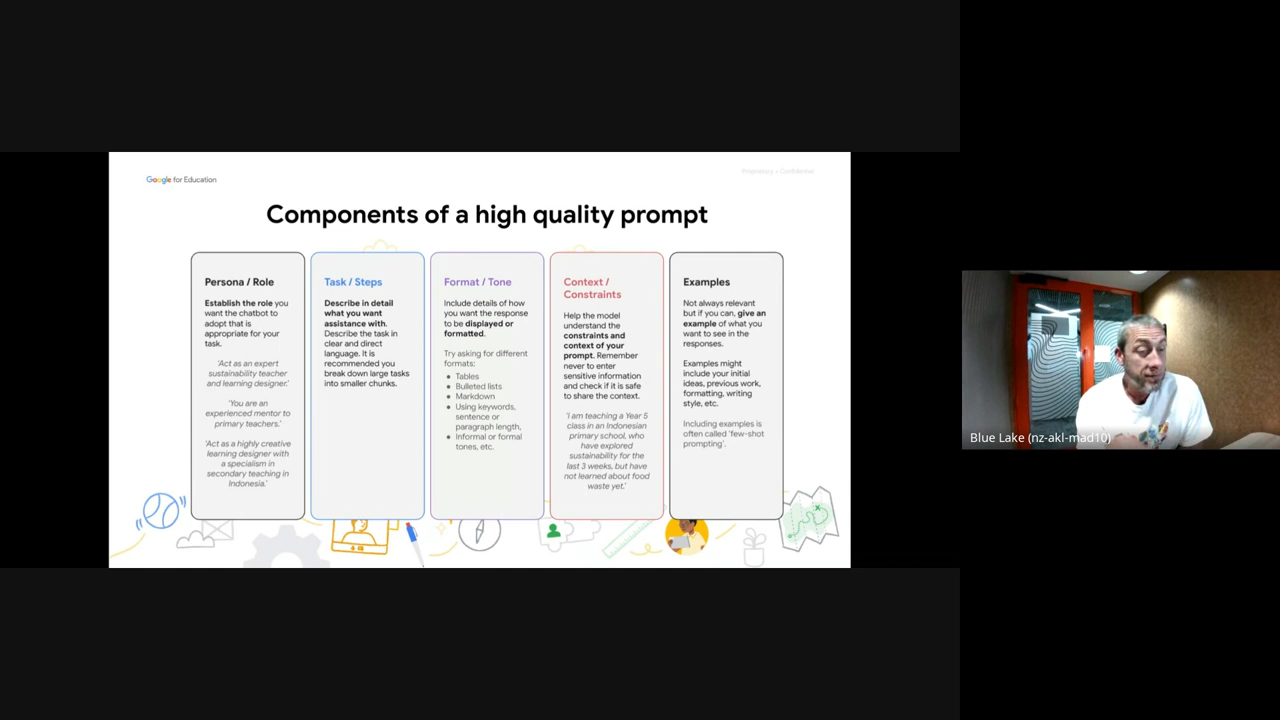 Google for Education
Proprietary + Confidential
Components of a high quality prompt
Persona / Role
Establish the role you
want the chatbot to
adopt that is
appropriate for your
task.
'Act as an expert
sustainability teacher
and learning designer.'
'You are an
experienced mentor to
primary teachers.'
'Act as a highly creative
learning designer with
a specialism in
secondary teaching in
Indonesia.'
Task / Steps
Describe in detail
what you want
assistance with.
Describe the task in
clear and direct
language. It is
recommended you
break down large tasks
into smaller chunks.
Format / Tone
Include details of how
you want the response
to be displayed or
formatted.
Try asking for different
formats:
• Tables
• Bulleted lists
• Markdown
• Using keywords,
sentence or
paragraph length,
• Informal or formal
tones, etc.
Context /
Constraints
Help the model
understand the
constraints and
context of your
prompt. Remember
never to enter
sensitive information
and check if it is safe
to share the context.
'I am teaching a Year 5
class in an Indonesian
primary school, who
have explored
sustainability for the
last 3 weeks, but have
not learned about food
waste yet.'
Examples
Not always relevant
but if you can, give an
example of what you
want to see in the
responses.
Examples might
include your initial
ideas, previous work,
formatting, writing
style, etc.
Including examples is
often called 'few-shot
prompting'.
Blue Lake (nz-akl-mad10)